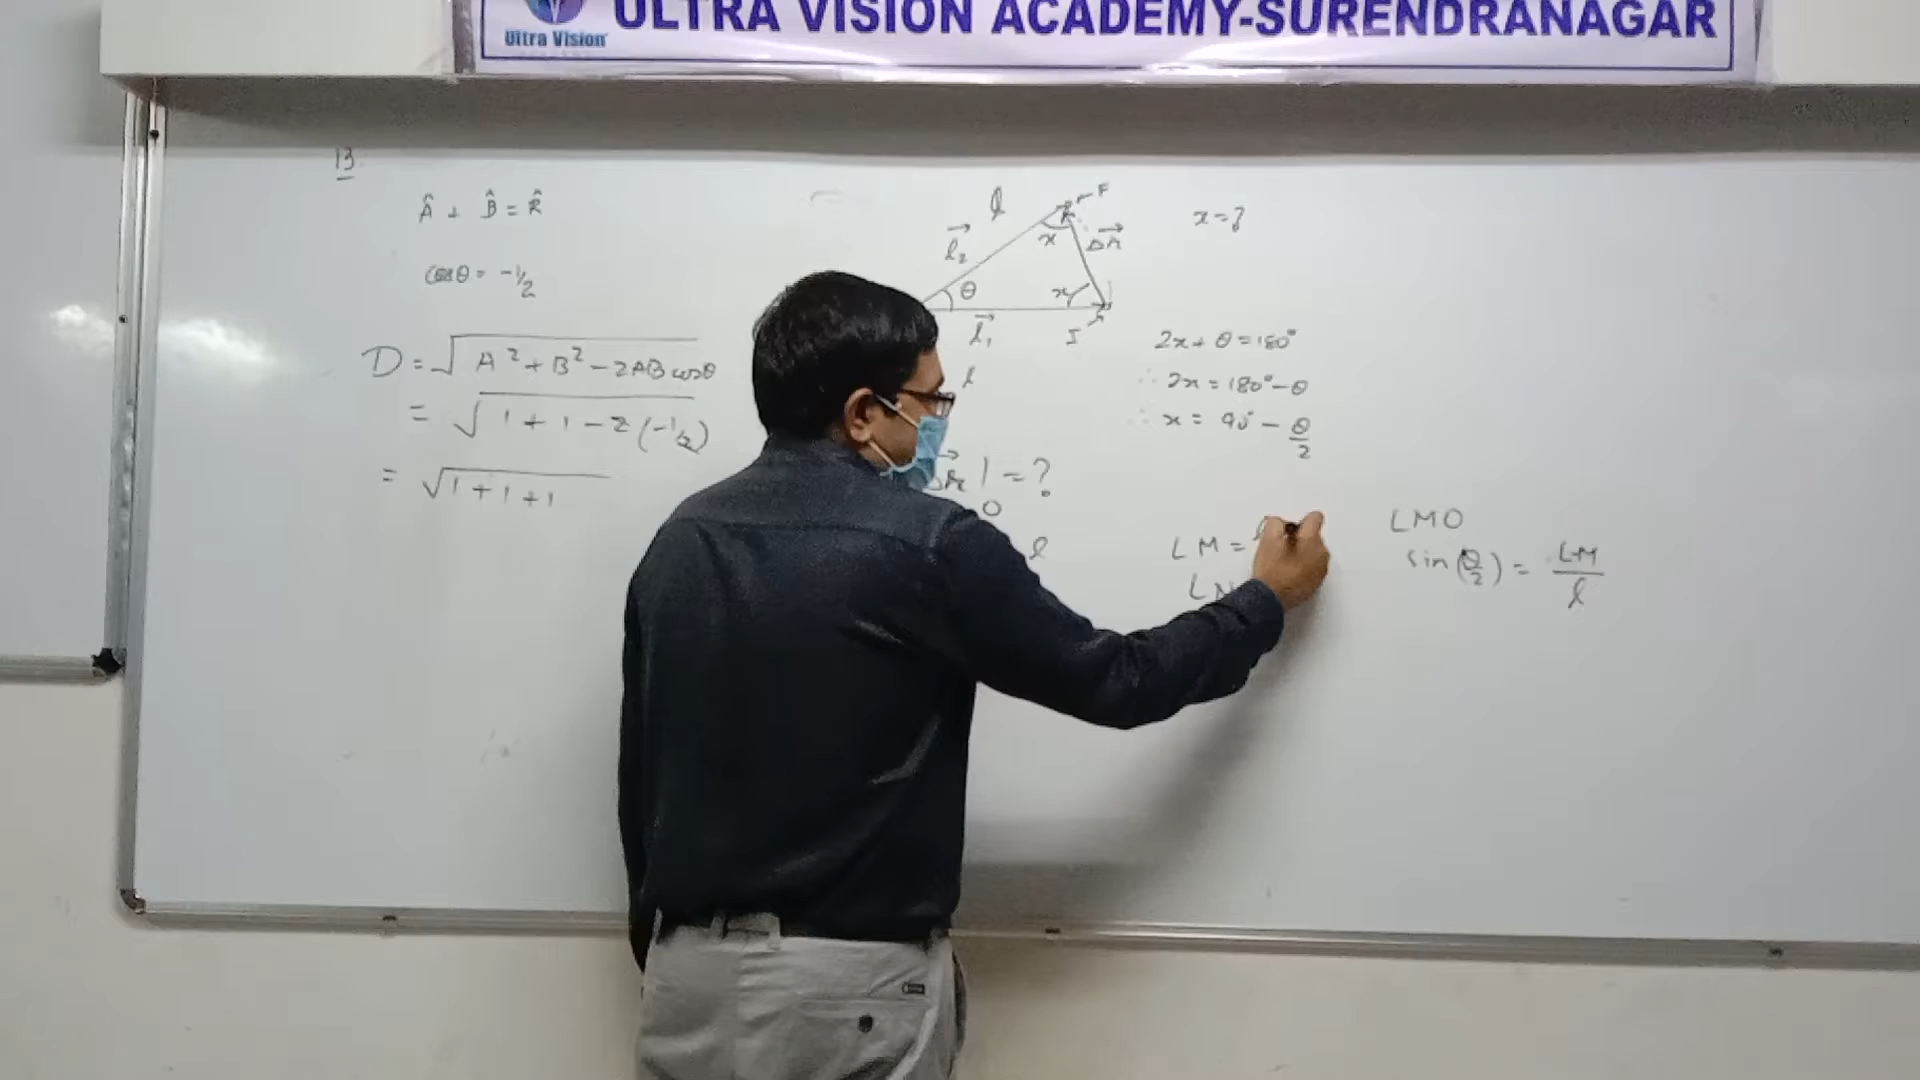 ULTRA VISION ACADEMY-SURENDRANAGAR
Ultra Vision
13.
Â + B̂ = R̂
cosθ = -1/2
D = √A² + B² - 2AB cosθ
= √1 + 1 - 2(-1/2)
= √1 + 1 + 1
l
F
l₂
x
Δr
θ
x
l₁
I
l
x = ?
2x + θ = 180°
∴ 2x = 180° - θ
∴ x = 90° - θ/2
| = ?
O
l
LM = l
LN
LMO
sin(θ/2) = LM/l